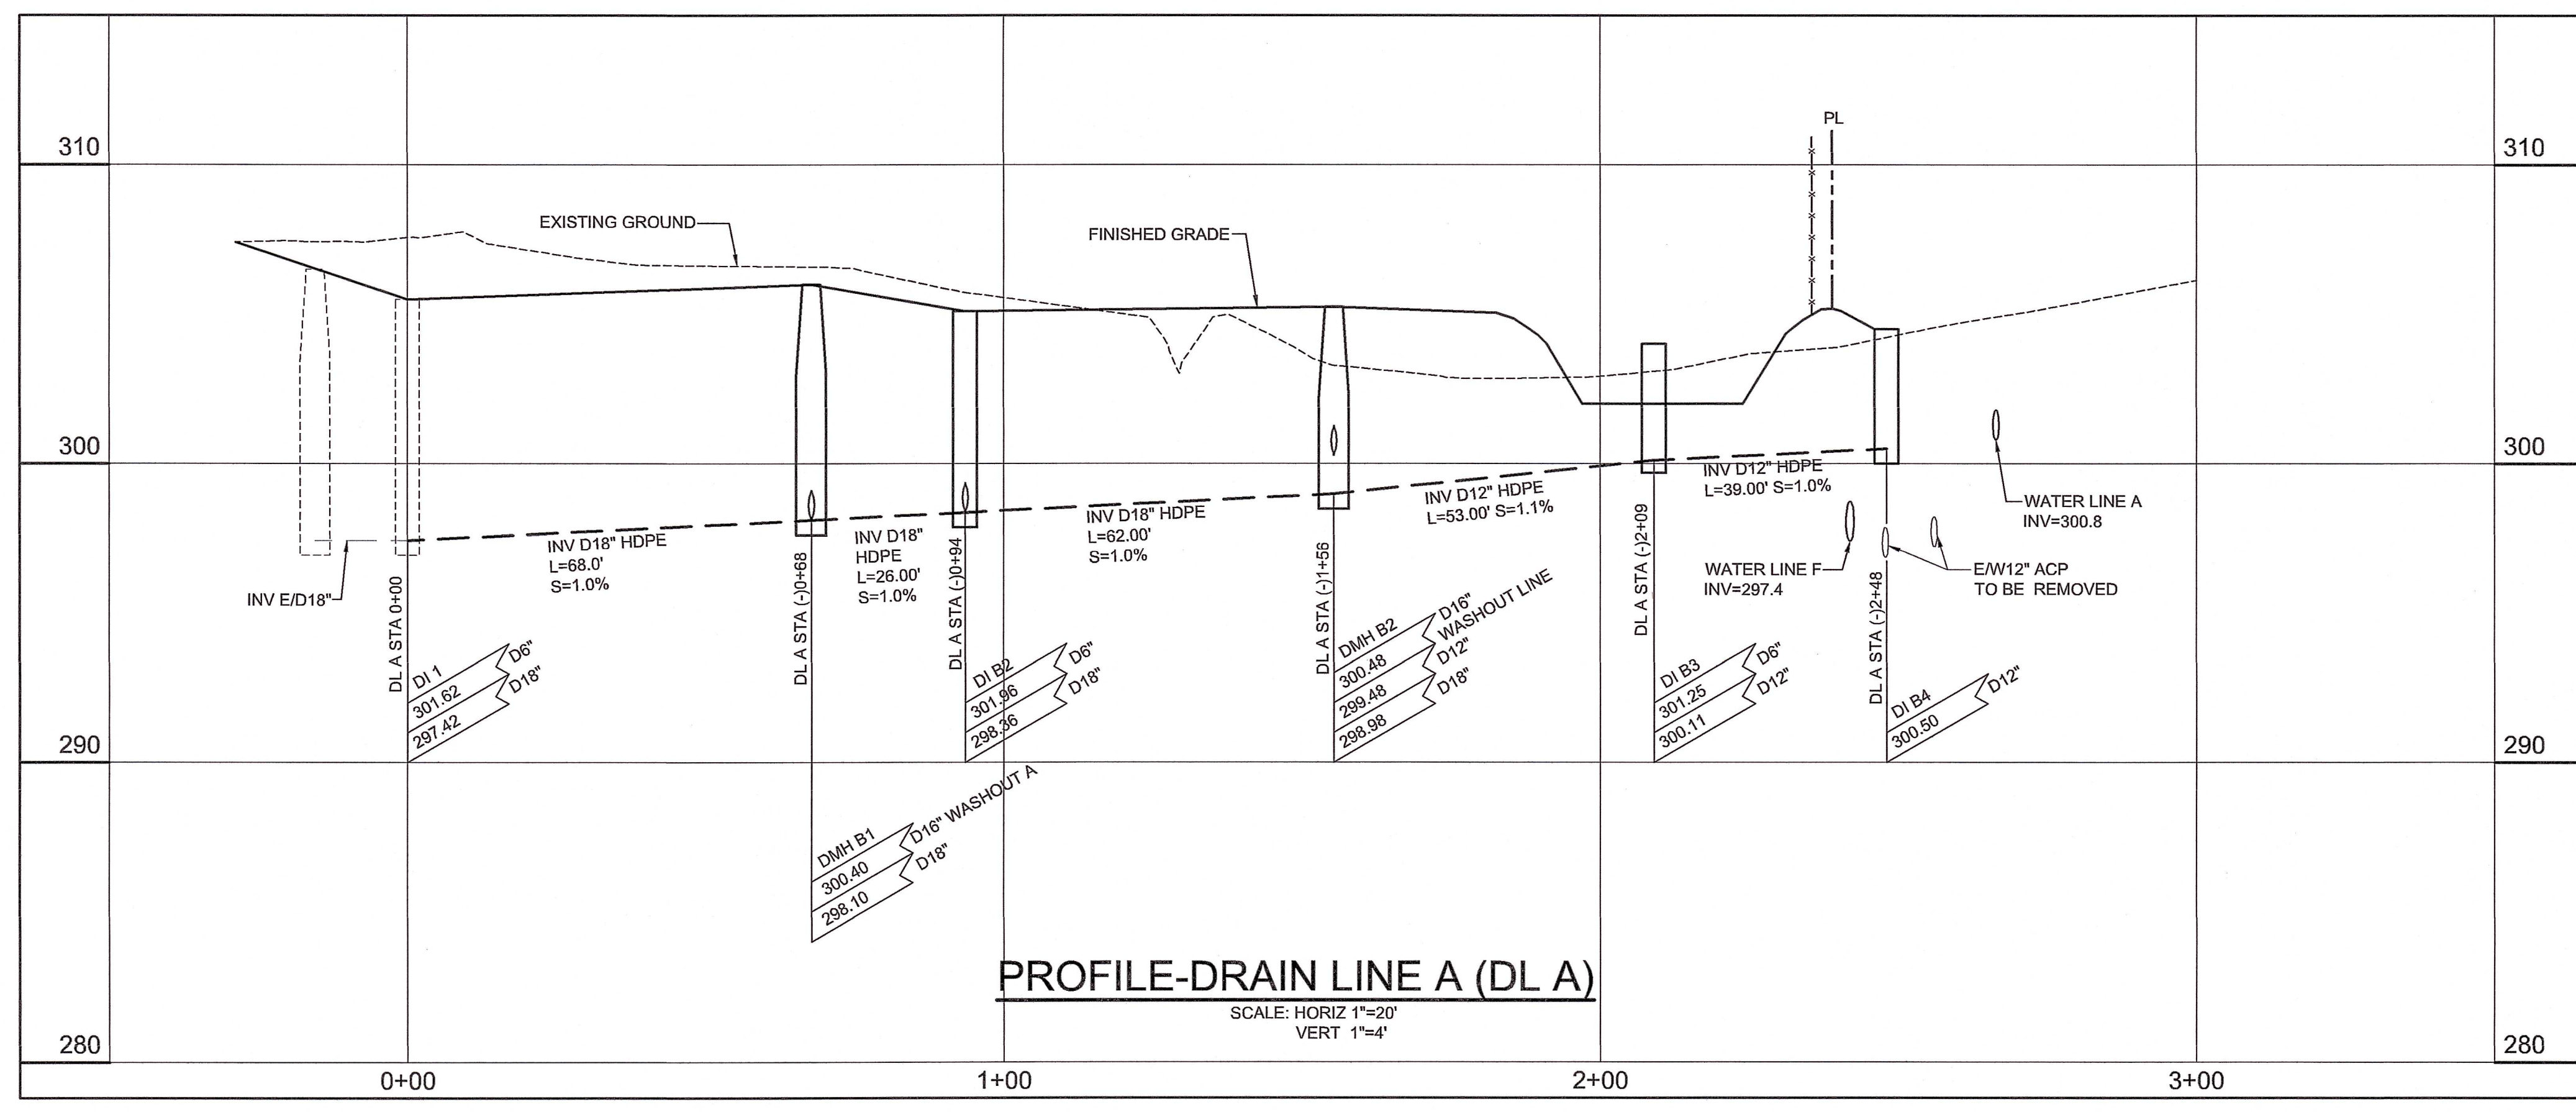 PL
310
310
EXISTING GROUND
FINISHED GRADE
300
300
INV D12" HDPE
L=39.00' S=1.0%
INV D12" HDPE
L=53.00' S=1.1%
WATER LINE A
INV=300.8
INV D18" HDPE
L=62.00'
S=1.0%
INV D18"
HDPE
L=26.00'
S=1.0%
INV D18" HDPE
L=68.0'
S=1.0%
INV E/D18"
WATER LINE F
INV=297.4
E/W12" ACP
TO BE REMOVED
DL A STA 0+00
DL A STA (-)0+68
DL A STA (-)0+94
DL A STA (-)1+56
DL A STA (-)2+09
DL A STA (-)2+48
DI 1
301.62 D6"
297.42 D18"
DI B2
301.96 D6"
298.36 D18"
DMH B2
300.48 D16"
WASHOUT LINE
299.48 D12"
298.98 D18"
DI B3
301.25 D6"
300.11 D12"
DI B4
300.50 D12"
290
290
DMH B1
300.40 D16" WASHOUT A
298.10 D18"
PROFILE-DRAIN LINE A (DL A)
SCALE: HORIZ 1"=20'
VERT 1"=4'
280
280
0+00
1+00
2+00
3+00